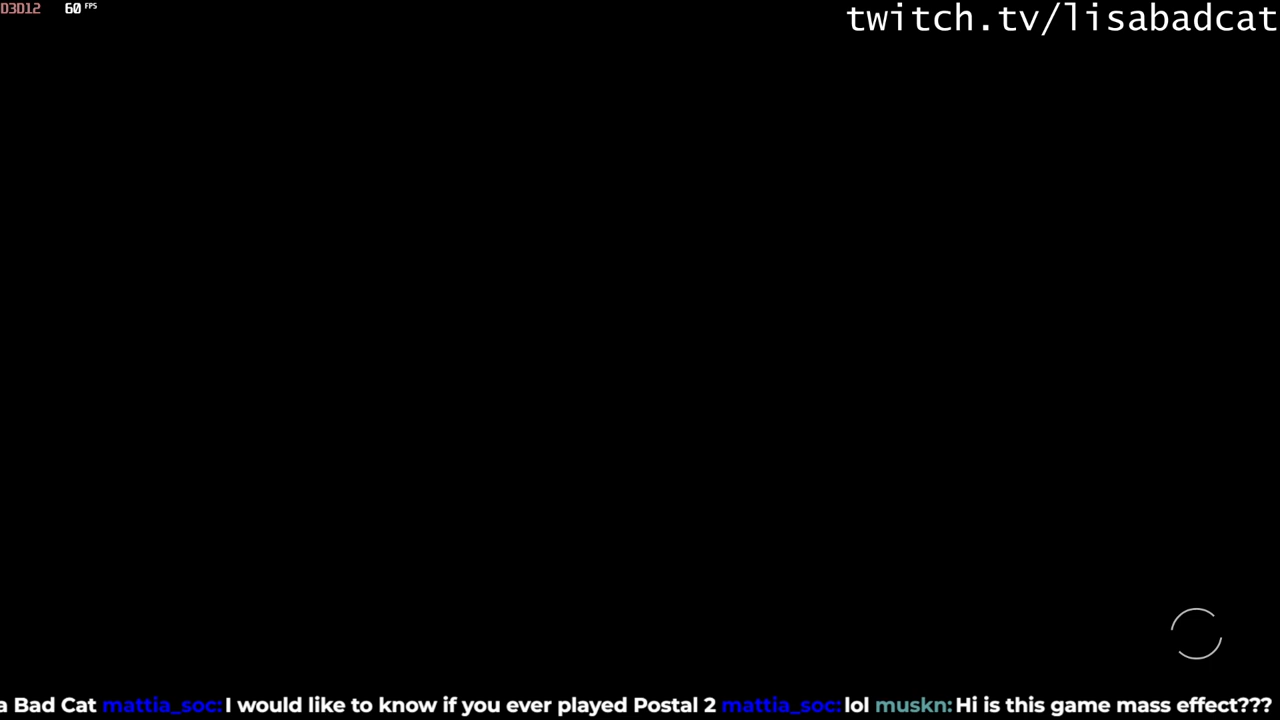 D3D12 60 FPS
twitch.tv/lisabadcat
a Bad Cat mattia_soc: I would like to know if you ever played Postal 2 mattia_soc: lol muskn: Hi is this game mass effect???